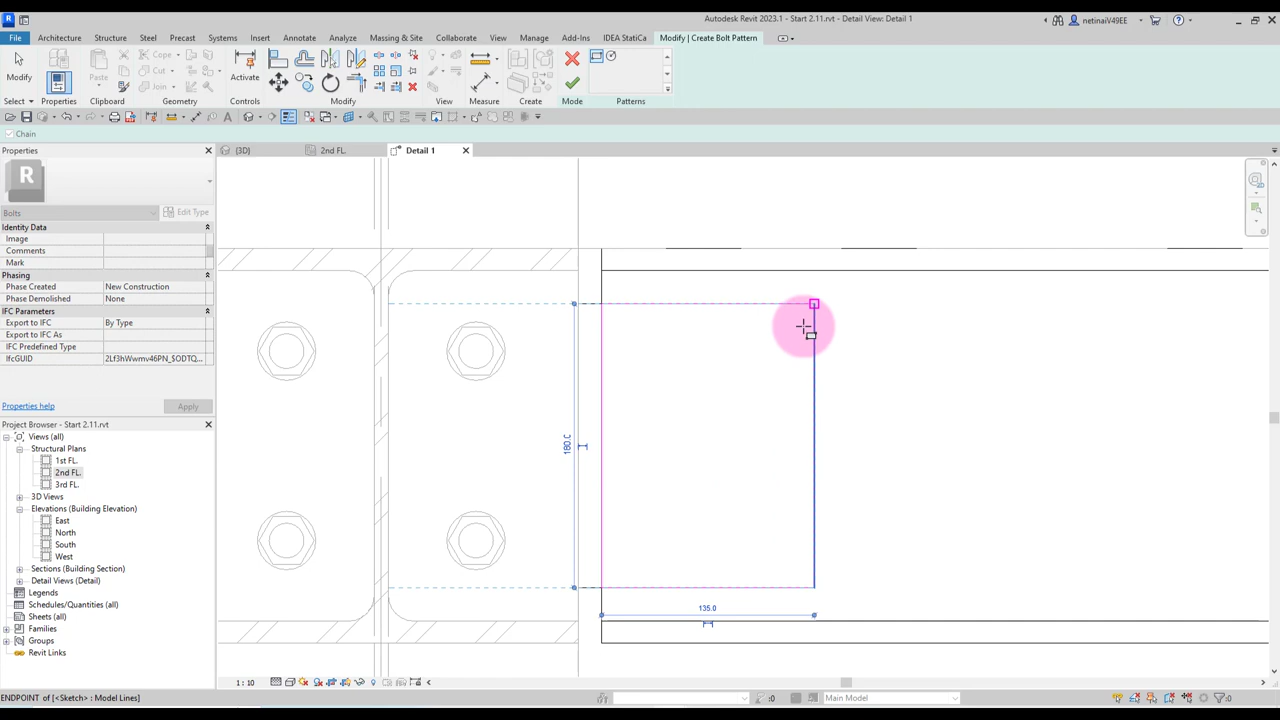 Autodesk Revit 2023.1 - Start 2.11.rvt - Detail View: Detail 1
netinaiV49EE
File Architecture Structure Steel Precast Systems Insert Annotate Analyze Massing & Site Collaborate View Manage Add-Ins IDEA StatiCa Modify | Create Bolt Pattern
Modify
Properties
Paste
Cope
Cut
Join
Activate
Select Properties Clipboard Geometry Controls Modify View Measure Create Mode Patterns
Chain
Properties
{3D}
2nd FL.
Detail 1
R
Bolts
Edit Type
Identity Data
Image
Comments
Mark
Phasing
Phase Created New Construction
Phase Demolished None
IFC Parameters
Export to IFC By Type
Export to IFC As
IFC Predefined Type
IfcGUID
Properties help
Apply
Project Browser - Start 2.11.rvt
Views (all)
Structural Plans
1st FL.
2nd FL.
3rd FL.
3D Views
Elevations (Building Elevation)
East
North
South
West
Sections (Building Section)
Detail Views (Detail)
Legends
Schedules/Quantities (all)
Sheets (all)
Families
Groups
Revit Links
180.0
135.0
1 : 10
ENDPOINT of [<Sketch> : Model Lines]
:0
Main Model
:0